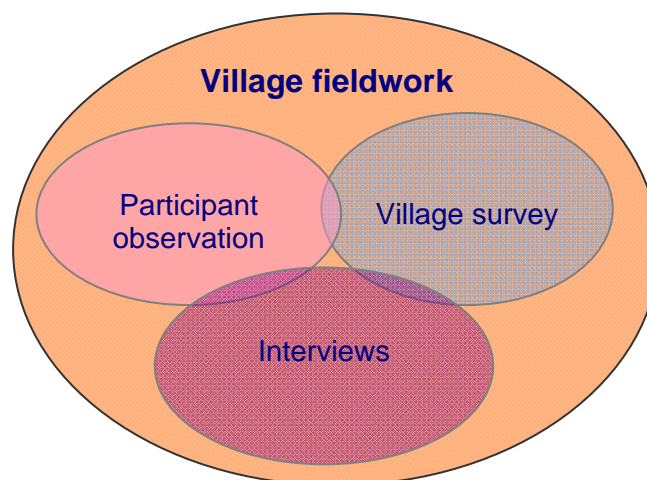 Village fieldwork
Participant
observation
Village survey
Interviews